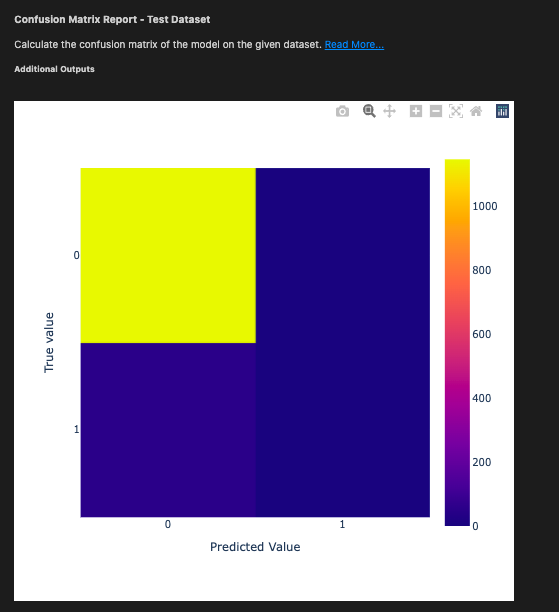 Confusion Matrix Report - Test Dataset
Calculate the confusion matrix of the model on the given dataset. Read More...
Additional Outputs
1000
0
800
True value
600
400
1
200
0
0 1
Predicted Value